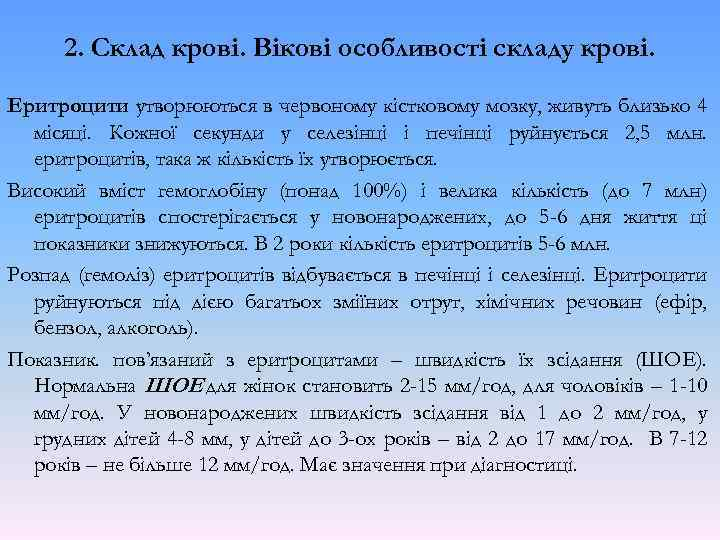 2. Склад крові. Вікові особливості складу крові.
Еритроцити утворюються в червоному кістковому мозку, живуть близько 4
місяці. Кожної секунди у селезінці і печінці руйнується 2, 5 млн.
еритроцитів, така ж кількість їх утворюється.
Високий вміст гемоглобіну (понад 100%) і велика кількість (до 7 млн)
еритроцитів спостерігається у новонароджених, до 5-6 дня життя ці
показники знижуються. В 2 роки кількість еритроцитів 5-6 млн.
Розпад (гемоліз) еритроцитів відбувається в печінці і селезінці. Еритроцити
руйнуються під дією багатьох зміїних отрут, хімічних речовин (ефір,
бензол, алкоголь).
Показник. пов’язаний з еритроцитами – швидкість їх зсідання (ШОЕ).
Нормальна ШОЕ для жінок становить 2-15 мм/год, для чоловіків – 1-10
мм/год. У новонароджених швидкість зсідання від 1 до 2 мм/год, у
грудних дітей 4-8 мм, у дітей до 3-ох років – від 2 до 17 мм/год. В 7-12
років – не більше 12 мм/год. Має значення при діагностиці.